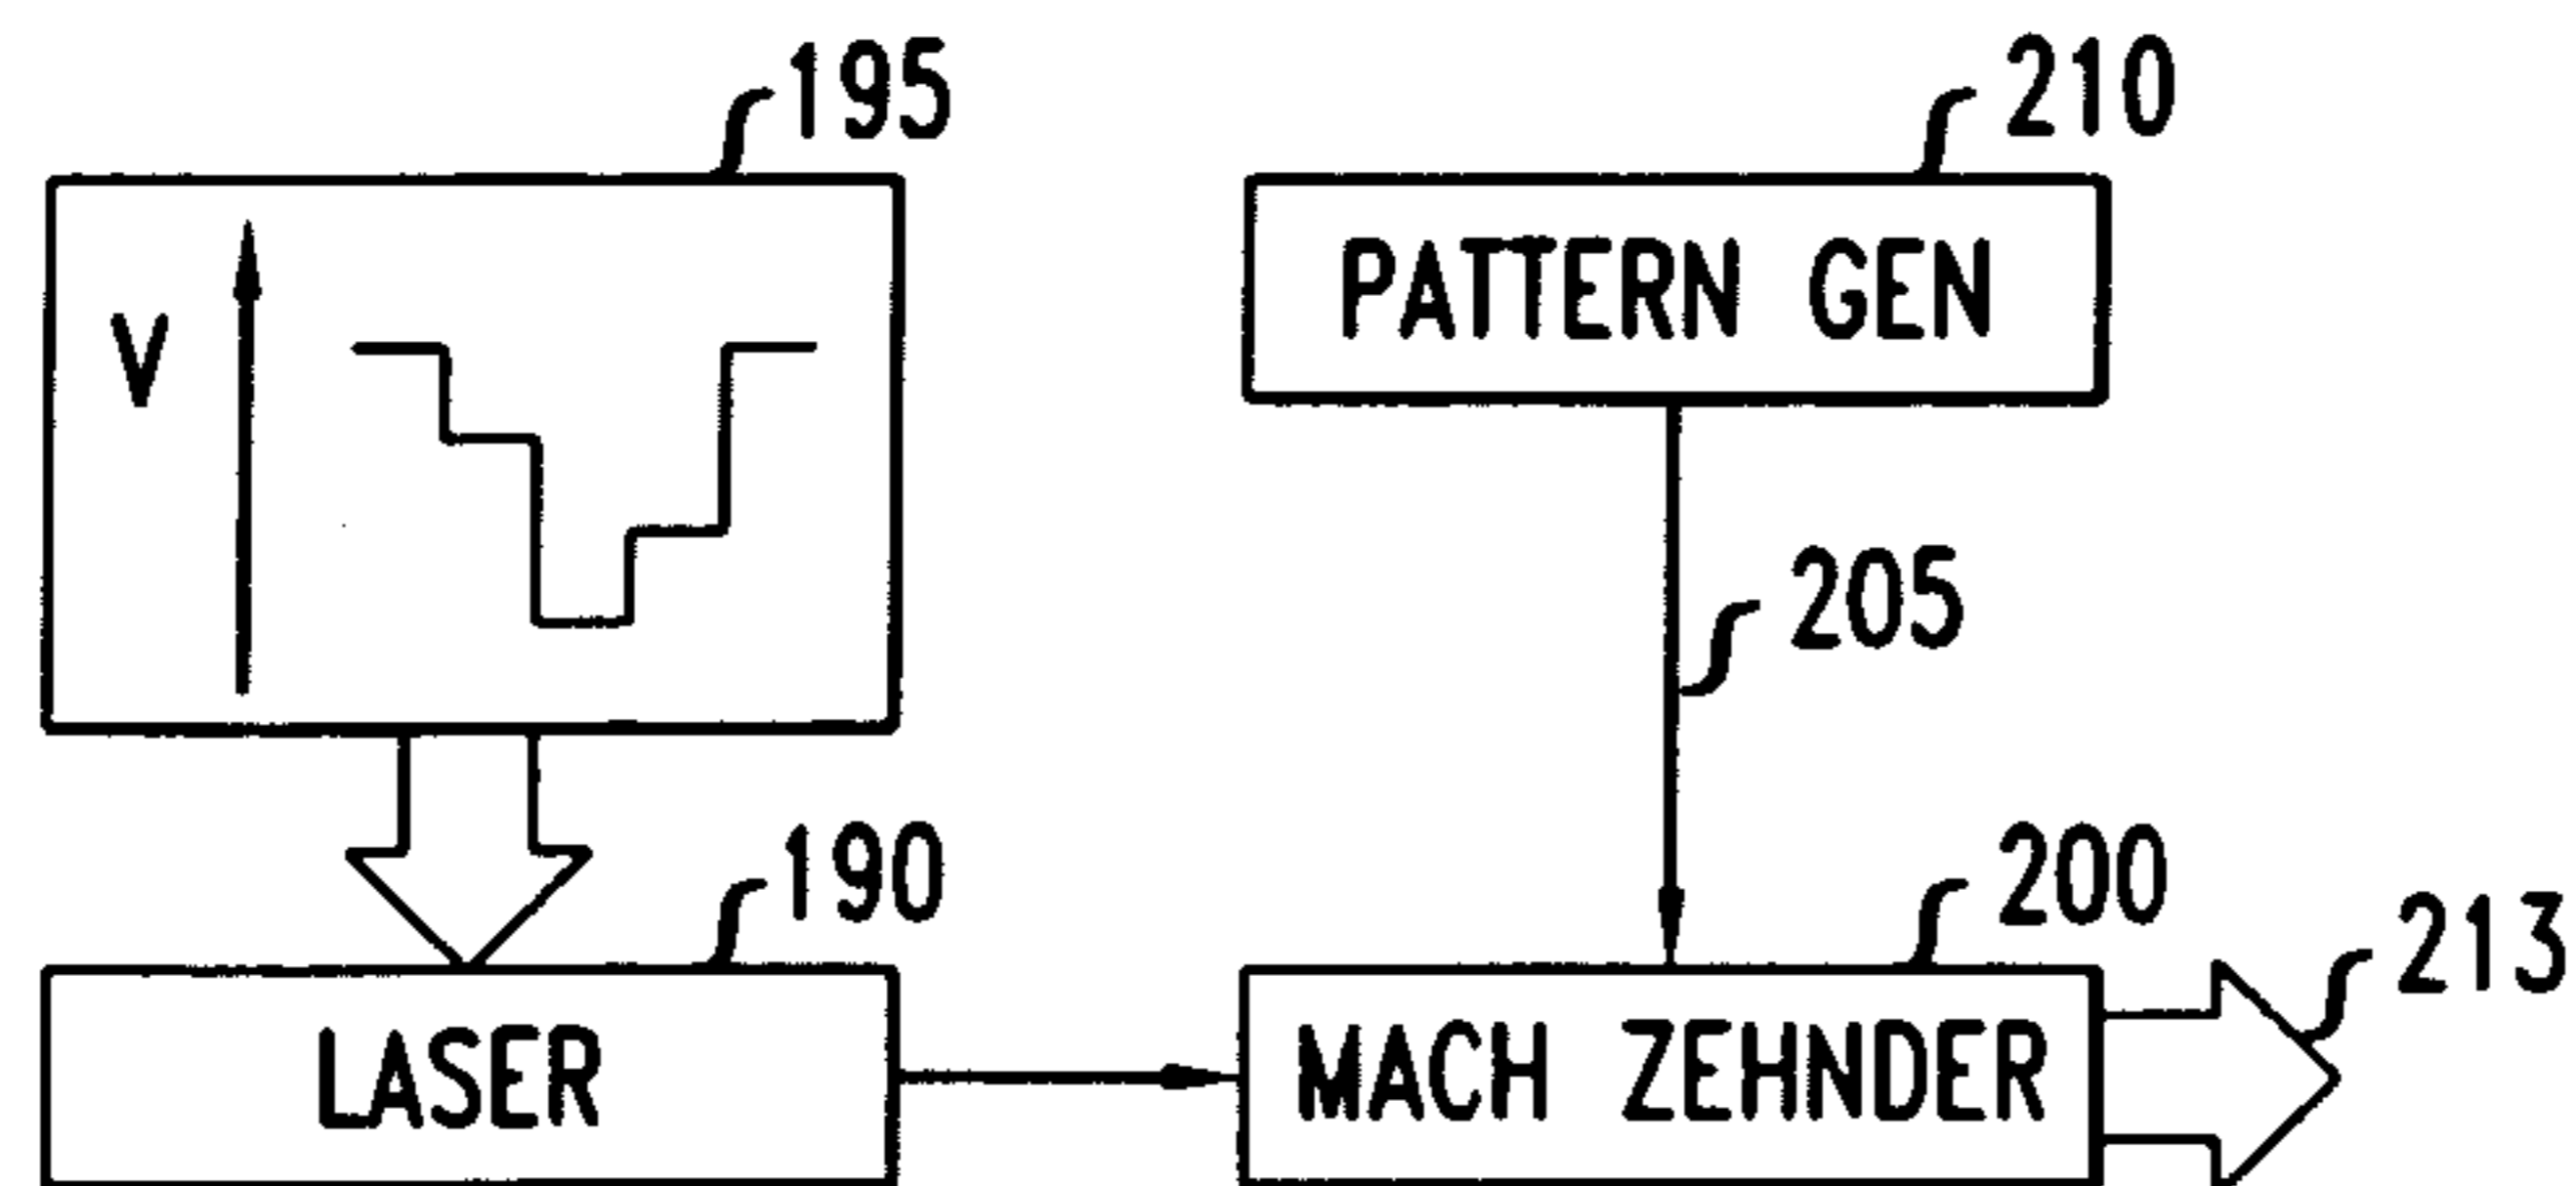 195
210
PATTERN GEN
V
205
190
200
213
LASER
MACH ZEHNDER